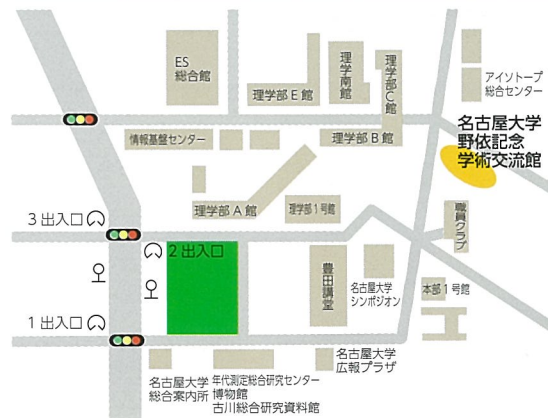 ES
総合館
理学部E館
理学南館
理学部C館
アイソトープ
総合センター
情報基盤センター
理学部B館
名古屋大学
野依記念
学術交流館
理学部A館
理学部1号館
職員クラブ
3出入口
2出入口
豊田講堂
名古屋大学
シンポジオン
本部1号館
1出入口
名古屋大学
総合案内所
年代測定総合研究センター
博物館
古川総合研究資料館
名古屋大学
広報プラザ